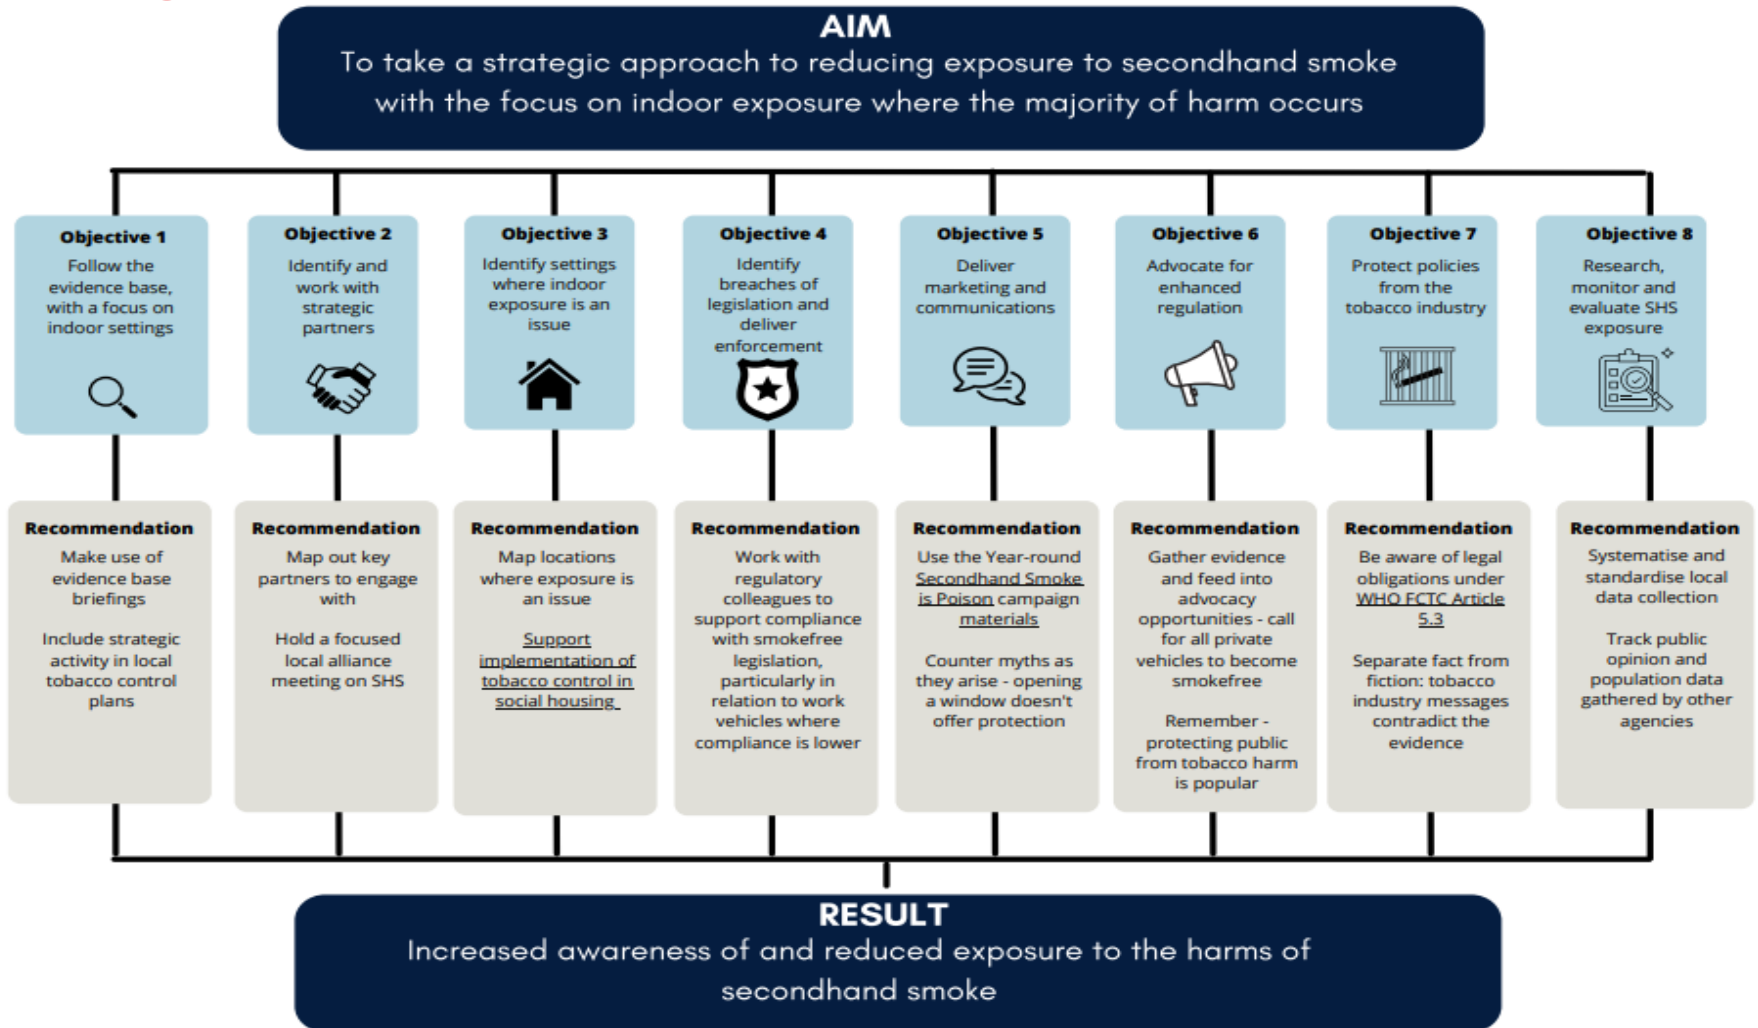 AIM
To take a strategic approach to reducing exposure to secondhand smoke
with the focus on indoor exposure where the majority of harm occurs
Objective 1
Follow the
evidence base,
with a focus on
indoor settings
Objective 2
Identify and
work with
strategic
partners
Objective 3
Identify settings
where indoor
exposure is an
issue
Objective 4
Identify
breaches of
legislation and
deliver
enforcement
Objective 5
Deliver
marketing and
communications
Objective 6
Advocate for
enhanced
regulation
Objective 7
Protect policies
from the
tobacco industry
Objective 8
Research,
monitor and
evaluate SHS
exposure
Recommendation
Make use of
evidence base
briefings
Include strategic
activity in local
tobacco control
plans
Recommendation
Map out key
partners to engage
with
Hold a focused
local alliance
meeting on SHS
Recommendation
Map locations
where exposure is
an issue
Support
implementation of
tobacco control in
social housing
Recommendation
Work with
regulatory
colleagues to
support compliance
with smokefree
legislation,
particularly in
relation to work
vehicles where
compliance is lower
Recommendation
Use the Year-round
Secondhand Smoke
is Poison campaign
materials
Counter myths as
they arise - opening
a window doesn't
offer protection
Recommendation
Gather evidence
and feed into
advocacy
opportunities - call
for all private
vehicles to become
smokefree
Remember -
protecting public
from tobacco harm
is popular
Recommendation
Be aware of legal
obligations under
WHO FCTC Article
5.3
Separate fact from
fiction: tobacco
industry messages
contradict the
evidence
Recommendation
Systematise and
standardise local
data collection
Track public
opinion and
population data
gathered by other
agencies
RESULT
Increased awareness of and reduced exposure to the harms of
secondhand smoke